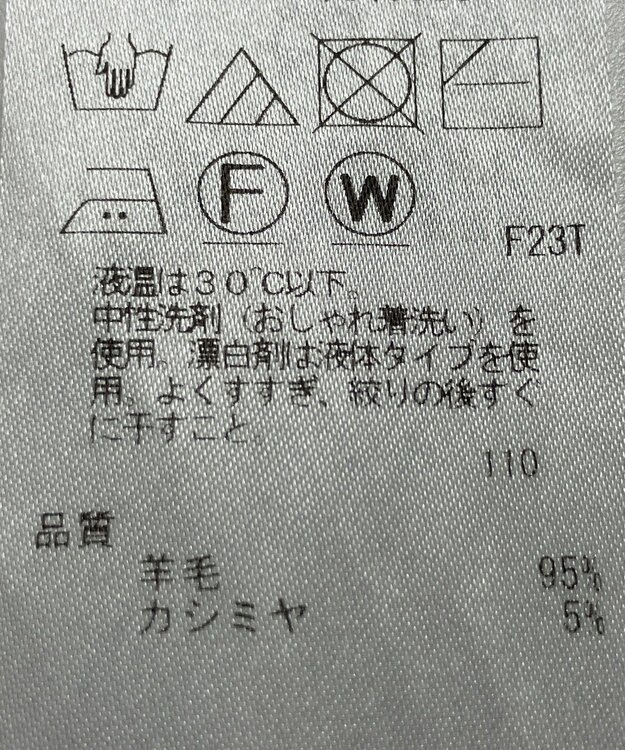 F
W
F23T
液温は30℃以下。
中性洗剤（おしゃれ着洗い）を
使用。漂白剤は液体タイプを使
用。よくすすぎ、絞りの後すぐ
に干すこと。
110
品質
羊毛 95%
カシミヤ 5%